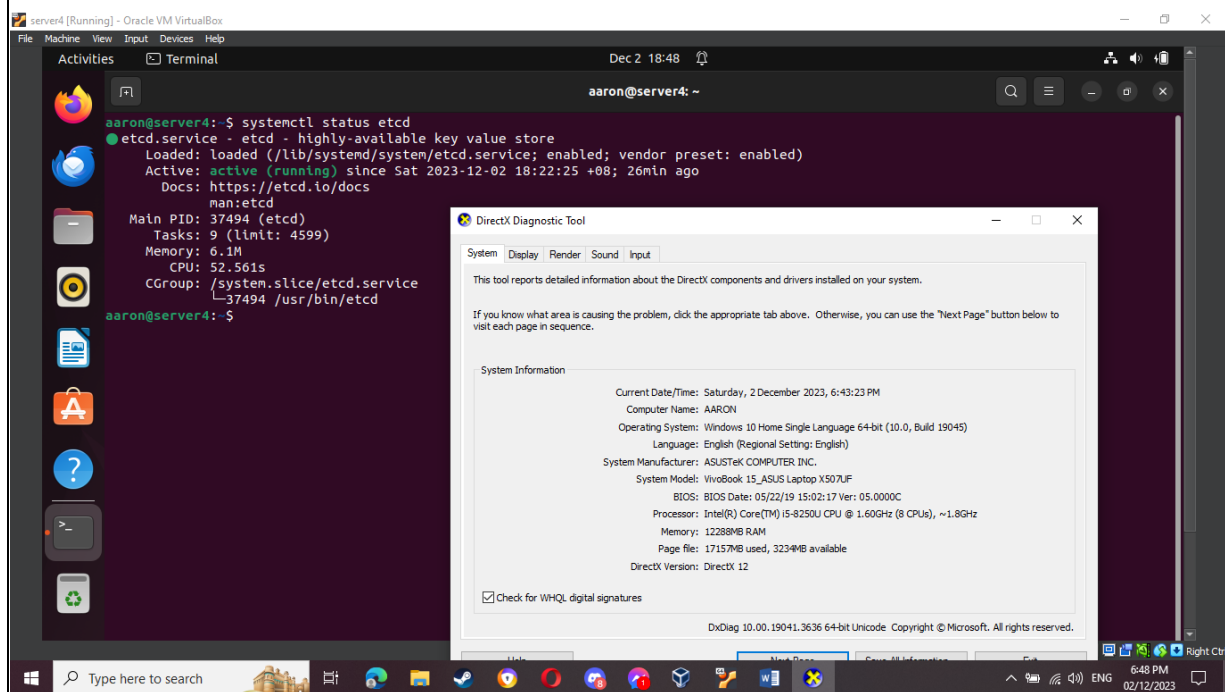 server4 [Running] - Oracle VM VirtualBox
File Machine View Input Devices Help
Activities Terminal Dec 2 18:48
aaron@server4: ~
aaron@server4:~$ systemctl status etcd
etcd.service - etcd - highly-available key value store
Loaded: loaded (/lib/systemd/system/etcd.service; enabled; vendor preset: enabled)
Active: active (running) since Sat 2023-12-02 18:22:25 +08; 26min ago
Docs: https://etcd.io/docs
man:etcd
Main PID: 37494 (etcd)
Tasks: 9 (limit: 4599)
Memory: 6.1M
CPU: 52.561s
CGroup: /system.slice/etcd.service
└─37494 /usr/bin/etcd
aaron@server4:~$
DirectX Diagnostic Tool
System Display Render Sound Input
This tool reports detailed information about the DirectX components and drivers installed on your system.
If you know what area is causing the problem, click the appropriate tab above. Otherwise, you can use the "Next Page" button below to
visit each page in sequence.
System Information
Current Date/Time: Saturday, 2 December 2023, 6:43:23 PM
Computer Name: AARON
Operating System: Windows 10 Home Single Language 64-bit (10.0, Build 19045)
Language: English (Regional Setting: English)
System Manufacturer: ASUSTeK COMPUTER INC.
System Model: VivoBook 15_ASUS Laptop X507UF
BIOS: BIOS Date: 05/22/19 15:02:17 Ver: 05.0000C
Processor: Intel(R) Core(TM) i5-8250U CPU @ 1.60GHz (8 CPUs), ~1.8GHz
Memory: 12288MB RAM
Page file: 17157MB used, 3234MB available
DirectX Version: DirectX 12
Check for WHQL digital signatures
DxDiag 10.00.19041.3636 64-bit Unicode Copyright © Microsoft. All rights reserved.
Help Next Page Save All Information Exit
Right Ctr
Type here to search
ENG
6:48 PM
02/12/2023